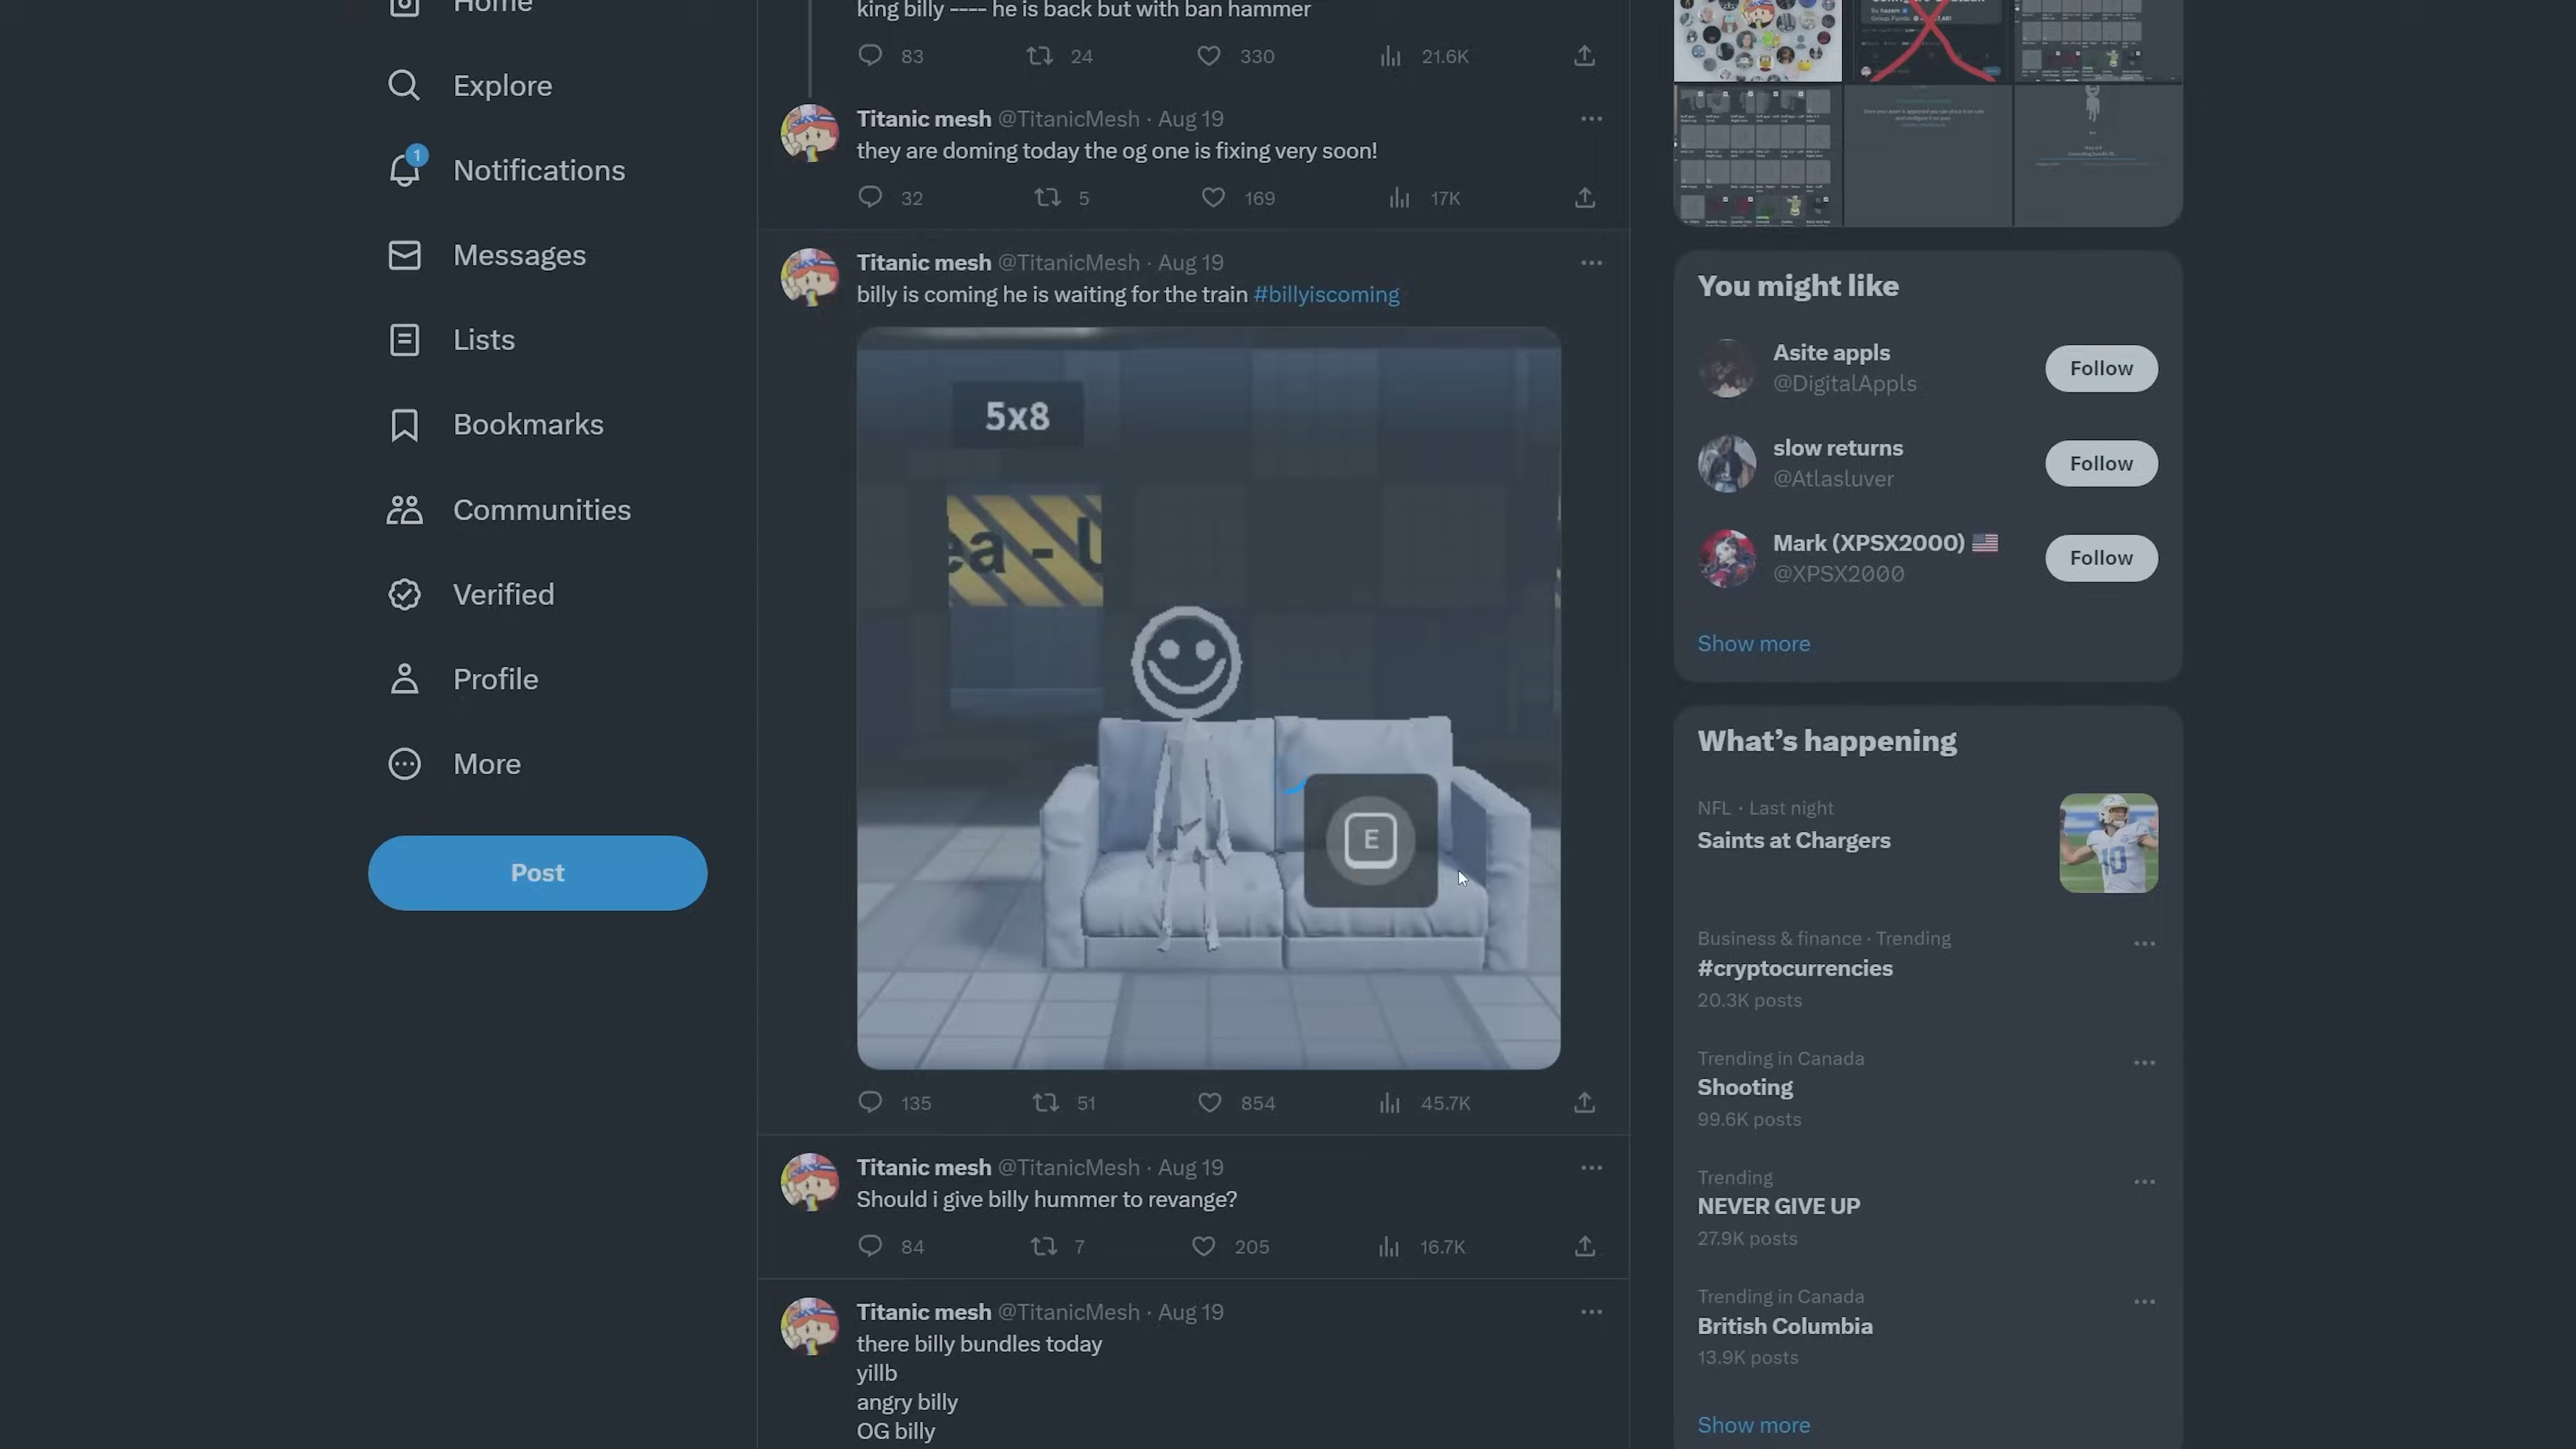 Home
Explore
1
Notifications
Messages
Lists
Bookmarks
Communities
Verified
Profile
More
Post
king billy ---- he is back but with ban hammer
83 24 330 21.6K
Titanic mesh @TitanicMesh · Aug 19
they are doming today the og one is fixing very soon!
32 5 169 17K
Titanic mesh @TitanicMesh · Aug 19
billy is coming he is waiting for the train #billyiscoming
5x8
ea - U
E
135 51 854 45.7K
Titanic mesh @TitanicMesh · Aug 19
Should i give billy hummer to revange?
84 7 205 16.7K
Titanic mesh @TitanicMesh · Aug 19
there billy bundles today
yillb
angry billy
OG billy
You might like
Asite appls
@DigitalAppls
Follow
slow returns
@Atlasluver
Follow
Mark (XPSX2000)
@XPSX2000
Follow
Show more
What's happening
NFL · Last night
Saints at Chargers
Business & finance · Trending
#cryptocurrencies
20.3K posts
Trending in Canada
Shooting
99.6K posts
Trending
NEVER GIVE UP
27.9K posts
Trending in Canada
British Columbia
13.9K posts
Show more